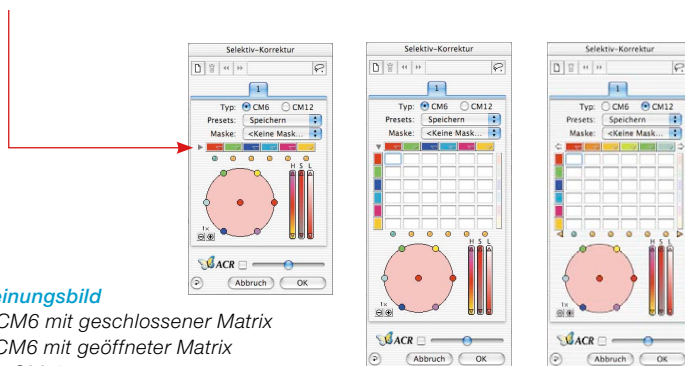 Selektiv-Korrektur
1
Typ: CM6 CM12
Presets: Speichern
Maske: <Keine Mask...
H S L
1x
ACR
Abbruch OK
Selektiv-Korrektur
1
Typ: CM6 CM12
Presets: Speichern
Maske: <Keine Mask...
H S L
1x
ACR
Abbruch OK
Selektiv-Korrektur
1
Typ: CM6 CM12
Presets: Speichern
Maske: <Keine Mask...
H S L
1x
ACR
Abbruch OK
einungsbild
CM6 mit geschlossener Matrix
CM6 mit geöffneter Matrix